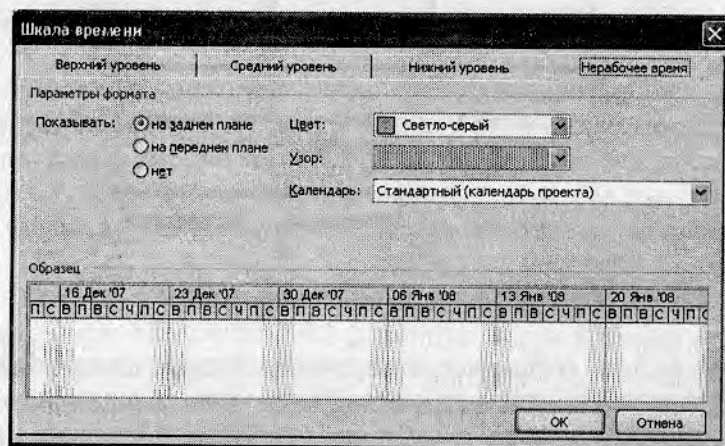 Шкала времени
Верхний уровень Средний уровень Нижний уровень Нерабочее время
Параметры формата
Показывать: на заднем плане Цвет: Светло-серый
на переднем плане Узор:
нет Календарь: Стандартный (календарь проекта)
Образец
16 Дек '07 23 Дек '07 30 Дек '07 06 Янв '08 13 Янв '08 20 Янв '08
П С В П В С Ч П С В П В С Ч П С В П В С Ч П С В П В С Ч П С В П В С Ч П С В П В С Ч П С
ОК Отмена